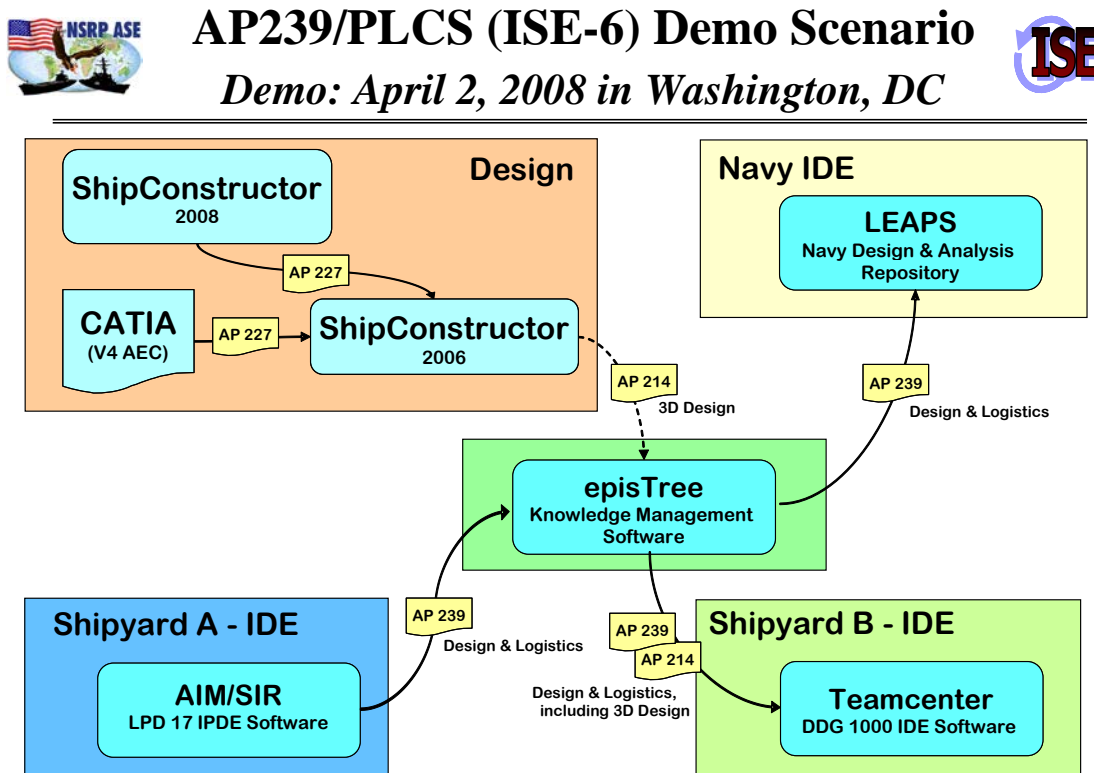 NSRP ASE
AP239/PLCS (ISE-6) Demo Scenario
ISE
Demo: April 2, 2008 in Washington, DC
Design
ShipConstructor
2008
AP 227
CATIA
(V4 AEC)
AP 227
ShipConstructor
2006
AP 214
3D Design
Navy IDE
LEAPS
Navy Design & Analysis
Repository
AP 239
Design & Logistics
episTree
Knowledge Management
Software
Shipyard A - IDE
AIM/SIR
LPD 17 IPDE Software
AP 239
Design & Logistics
AP 239
AP 214
Design & Logistics,
including 3D Design
Shipyard B - IDE
Teamcenter
DDG 1000 IDE Software